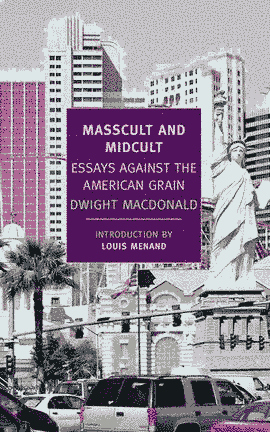 MASSCULT AND
MIDCULT
ESSAYS AGAINST THE
AMERICAN GRAIN
DWIGHT MACDONALD
INTRODUCTION BY
LOUIS MENAND